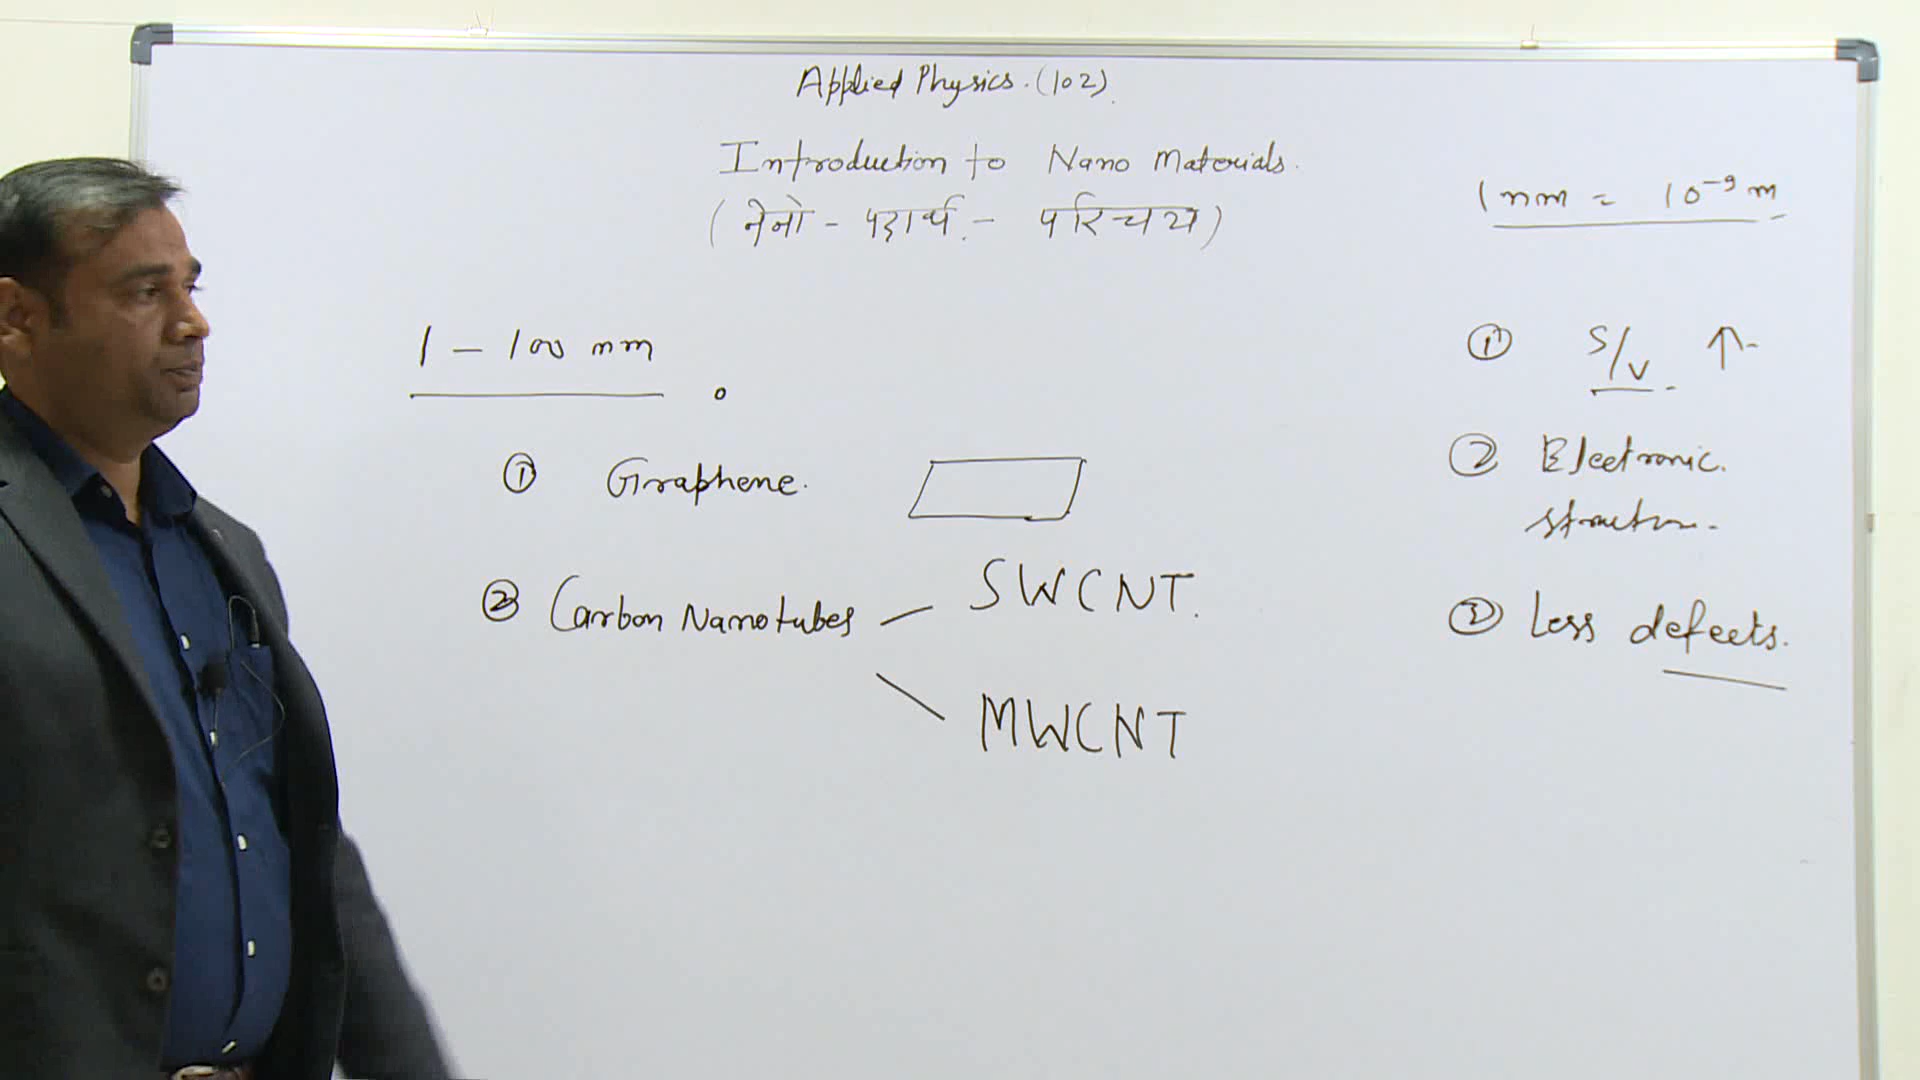 Applied Physics. (102).
Introduction to Nano Materials.
(नेनो - पदार्थ - परिचय)
1 nm = 10⁻⁹ m
1 – 100 nm
① Graphene.
② Carbon Nanotubes
SWCNT.
MWCNT
① S/V ↑
② Electronic.
structure.
③ Less defects.